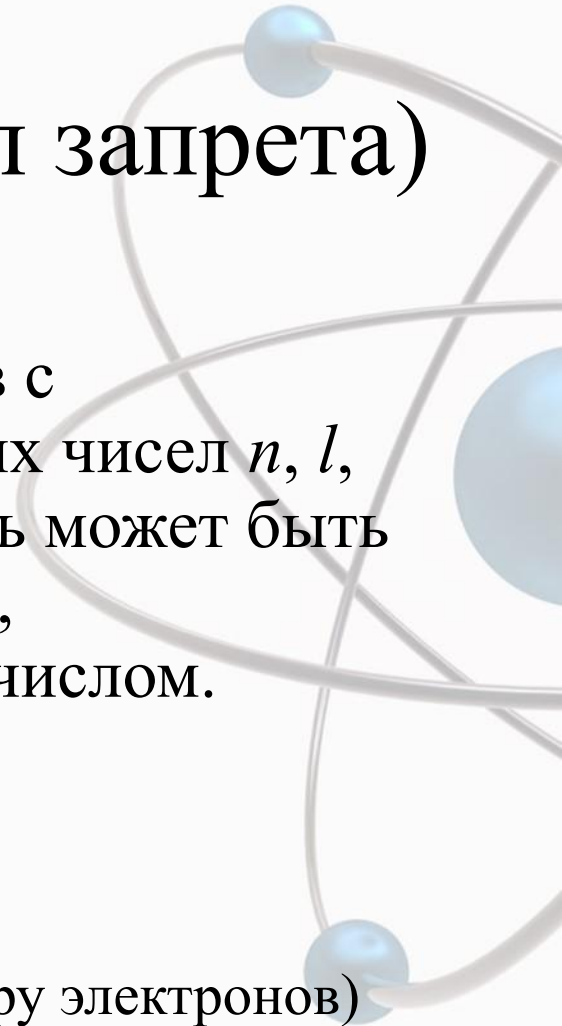 п запрета)
в с
их чисел n, l,
ь может быть
,
числом.
ру электронов)